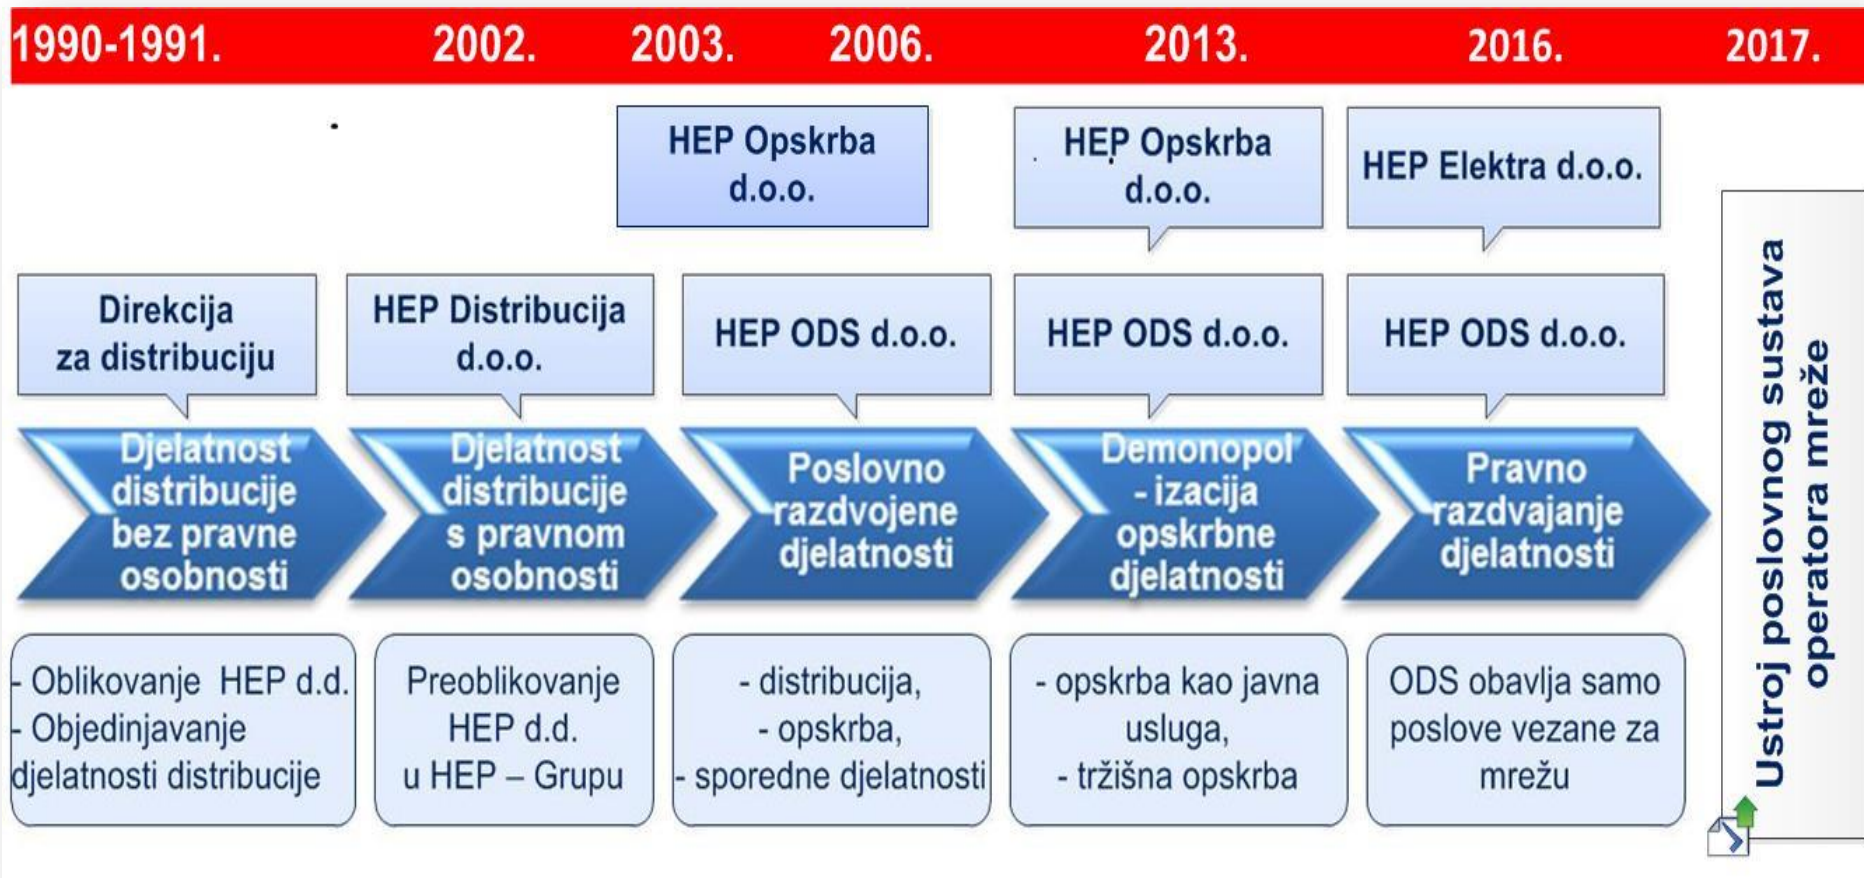 1990-1991.
2002.
2003.
2006.
2013.
2016.
2017.
HEP Opskrba
d.o.o.
HEP Opskrba
d.o.o.
HEP Elektra d.o.o.
Direkcija
za distribuciju
HEP Distribucija
d.o.o.
HEP ODS d.o.o.
HEP ODS d.o.o.
HEP ODS d.o.o.
Djelatnost
distribucije
bez pravne
osobnosti
Djelatnost
distribucije
s pravnom
osobnosti
Poslovno
razdvojene
djelatnosti
Demonopol
- izacija
opskrbne
djelatnosti
Pravno
razdvajanje
djelatnosti
- Oblikovanje HEP d.d.
- Objedinjavanje
djelatnosti distribucije
Preoblikovanje
HEP d.d.
u HEP – Grupu
- distribucija,
- opskrba,
- sporedne djelatnosti
- opskrba kao javna
usluga,
- tržišna opskrba
ODS obavlja samo
poslove vezane za
mrežu
Ustroj poslovnog sustava
operatora mreže